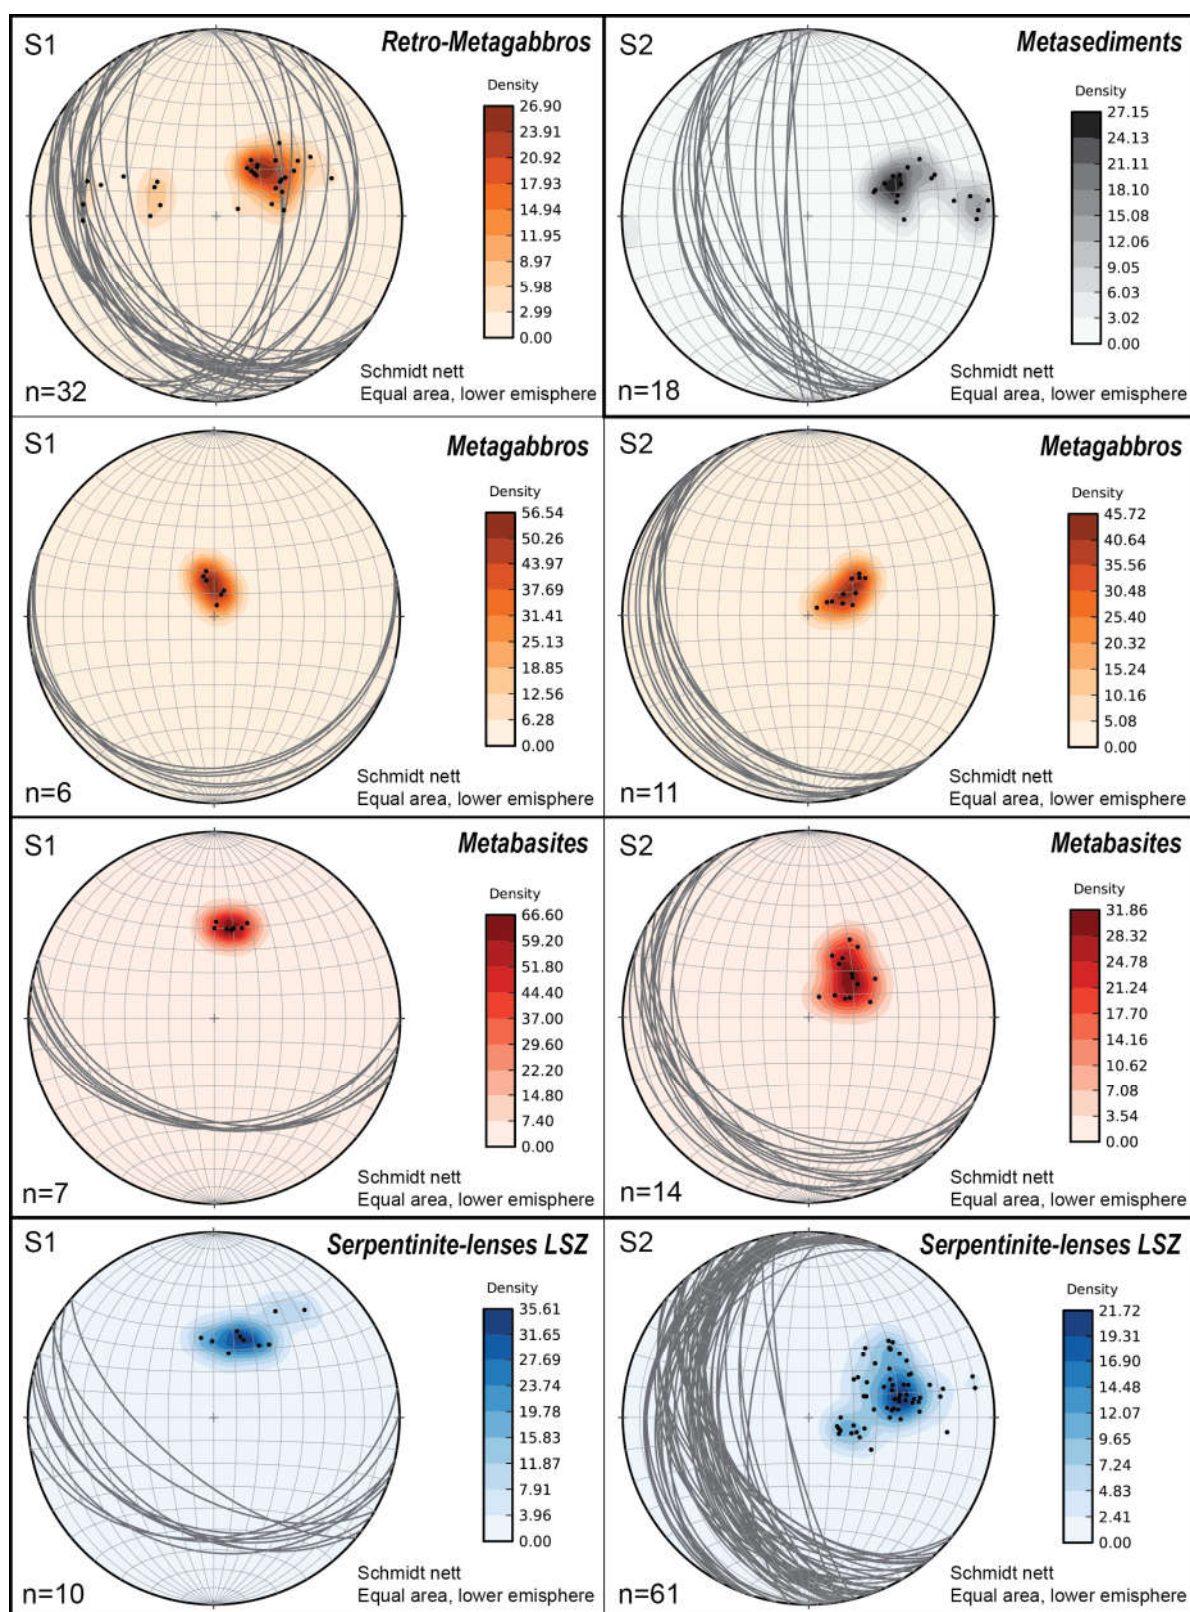 S1
Retro-Metagabbros
Density
26.90
23.91
20.92
17.93
14.94
11.95
8.97
5.98
2.99
0.00
n=32
Schmidt nett
Equal area, lower emisphere
S2
Metasediments
Density
27.15
24.13
21.11
18.10
15.08
12.06
9.05
6.03
3.02
0.00
n=18
Schmidt nett
Equal area, lower emisphere
S1
Metagabbros
Density
56.54
50.26
43.97
37.69
31.41
25.13
18.85
12.56
6.28
0.00
n=6
Schmidt nett
Equal area, lower emisphere
S2
Metagabbros
Density
45.72
40.64
35.56
30.48
25.40
20.32
15.24
10.16
5.08
0.00
n=11
Schmidt nett
Equal area, lower emisphere
S1
Metabasites
Density
66.60
59.20
51.80
44.40
37.00
29.60
22.20
14.80
7.40
0.00
n=7
Schmidt nett
Equal area, lower emisphere
S2
Metabasites
Density
31.86
28.32
24.78
21.24
17.70
14.16
10.62
7.08
3.54
0.00
n=14
Schmidt nett
Equal area, lower emisphere
S1
Serpentinite-lenses LSZ
Density
35.61
31.65
27.69
23.74
19.78
15.83
11.87
7.91
3.96
0.00
n=10
Schmidt nett
Equal area, lower emisphere
S2
Serpentinite-lenses LSZ
Density
21.72
19.31
16.90
14.48
12.07
9.65
7.24
4.83
2.41
0.00
n=61
Schmidt nett
Equal area, lower emisphere